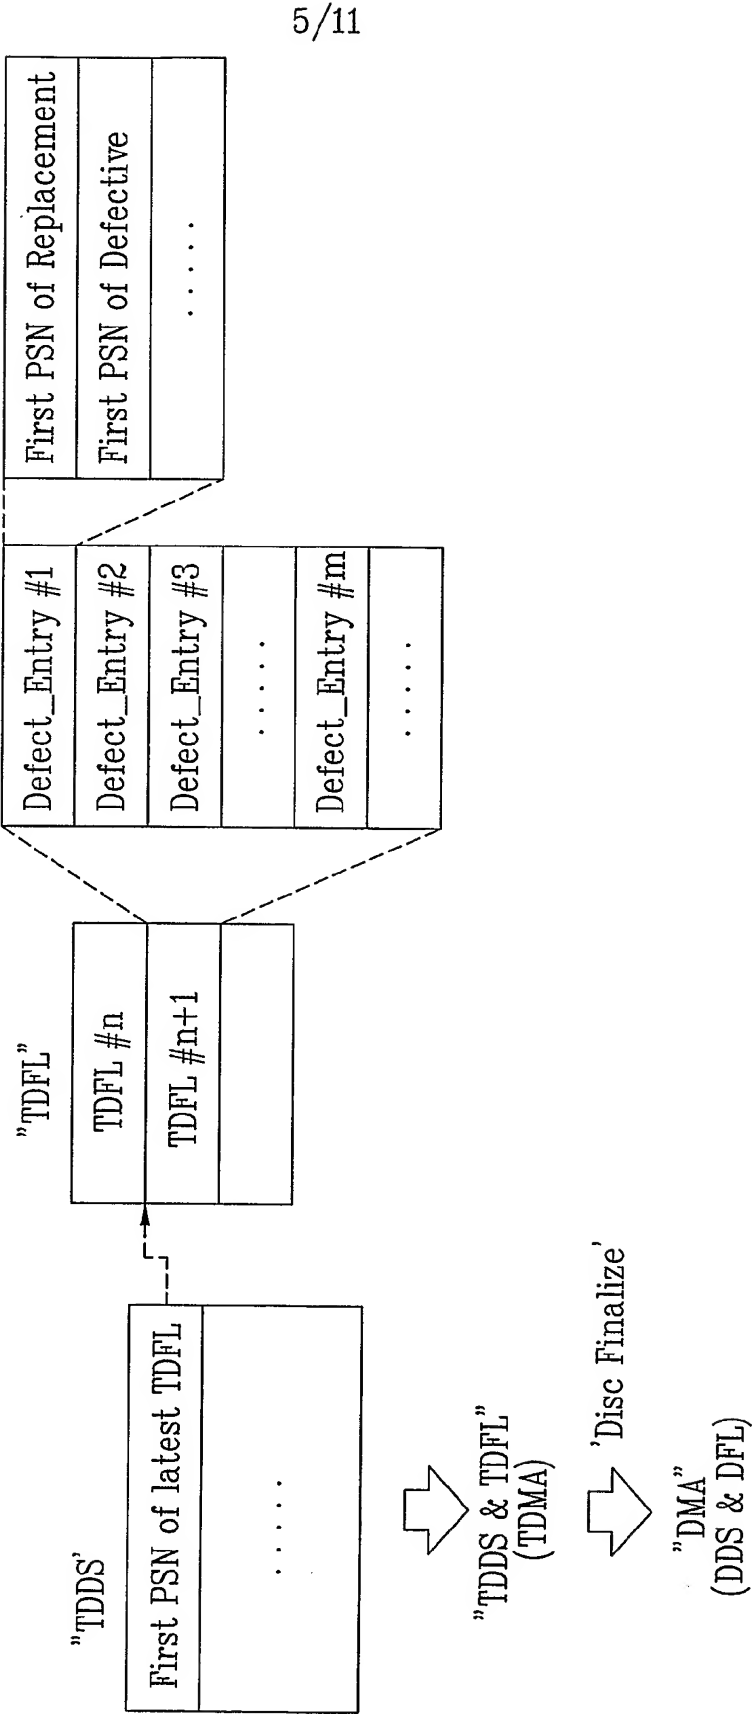 5/11
"TDDS'
First PSN of latest TDFL
. . . . . .
"TDFL"
TDFL #n
TDFL #n+1
Defect_Entry #1
Defect_Entry #2
Defect_Entry #3
. . . . . .
Defect_Entry #m
. . . . . .
First PSN of Replacement
First PSN of Defective
. . . . . .
"TDDS & TDFL"
(TDMA)
'Disc Finalize'
"DMA"
(DDS & DFL)